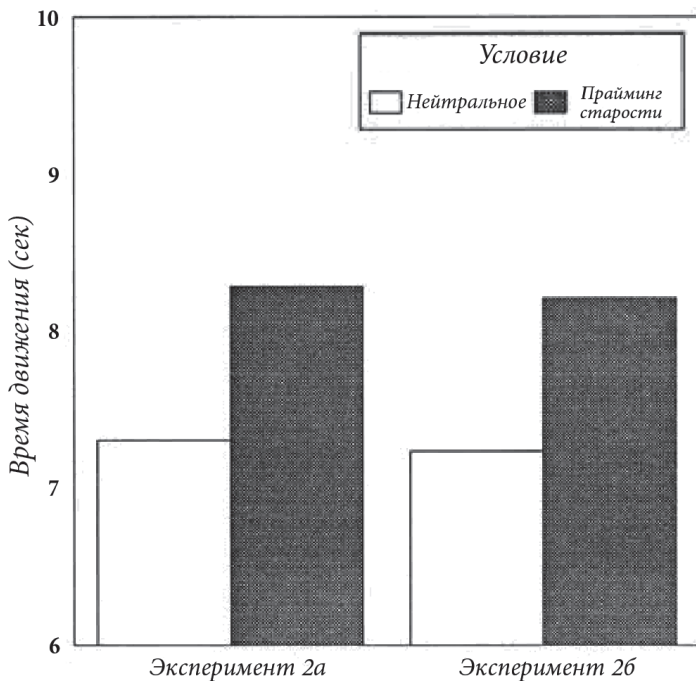 10
Условие
Нейтральное
Прайминг
старости
9
8
7
6
Время движения (сек)
Эксперимент 2а
Эксперимент 2б